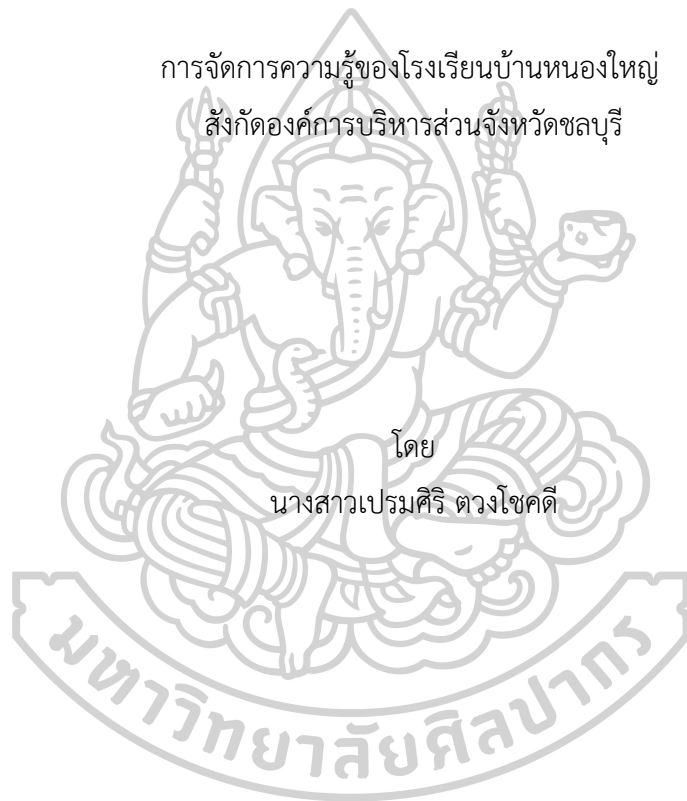 การจัดการความรู้ของโรงเรียนบ้านหนองใหญ่
สังกัดองค์การบริหารส่วนจังหวัดชลบุรี
โดย
นางสาวเปรมศิริ ตวงโชคดี
มหาวิทยาลัยศิลปากร